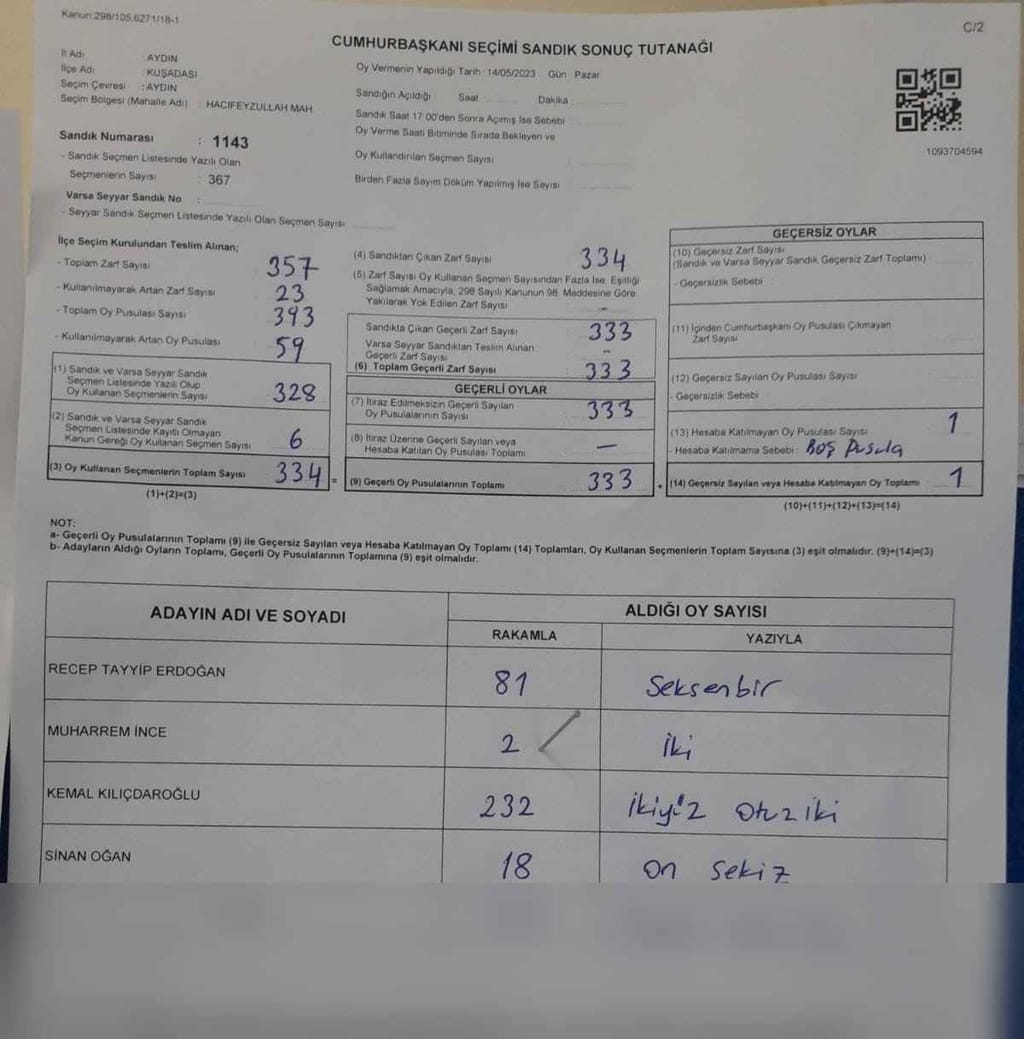 Kanun:298/105,6271/18-1
C/2
CUMHURBAŞKANI SEÇİMİ SANDIK SONUÇ TUTANAĞI
İl Adı : AYDIN
İlçe Adı : KUŞADASI
Seçim Çevresi : AYDIN
Seçim Bölgesi (Mahalle Adı) : HACIFEYZULLAH MAH.
Oy Vermenin Yapıldığı Tarih :14/05/2023 Gün : Pazar
Sandığın Açıldığı Saat : Dakika :
Sandık Saat 17:00'den Sonra Açımış İse Sebebi :
Oy Verme Saati Bitiminde Sırada Bekleyen ve
Oy Kullandırılan Seçmen Sayısı :
Birden Fazla Sayım Döküm Yapılmış İse Sayısı :
1093704594
Sandık Numarası : 1143
- Sandık Seçmen Listesinde Yazılı Olan
Seçmenlerin Sayısı : 367
Varsa Seyyar Sandık No :
- Seyyar Sandık Seçmen Listesinde Yazılı Olan Seçmen Sayısı :
İlçe Seçim Kurulundan Teslim Alınan;
- Toplam Zarf Sayısı 357
- Kullanılmayarak Artan Zarf Sayısı 23
- Toplam Oy Pusulası Sayısı 393
- Kullanılmayarak Artan Oy Pusulası 59
(1) Sandık ve Varsa Seyyar Sandık
Seçmen Listesinde Yazılı Olup
Oy Kullanan Seçmenlerin Sayısı 328
(2) Sandık ve Varsa Seyyar Sandık
Seçmen Listesinde Kayıtlı Olmayan
Kanun Gereği Oy Kullanan Seçmen Sayısı 6
(3) Oy Kullanan Seçmenlerin Toplam Sayısı 334 =
(1)+(2)=(3)
(4) Sandıktan Çıkan Zarf Sayısı 334
(5) Zarf Sayısı Oy Kullanan Seçmen Sayısından Fazla İse, Eşitliği
Sağlamak Amacıyla, 298 Sayılı Kanunun 98. Maddesine Göre
Yakılarak Yok Edilen Zarf Sayısı –
Sandıkta Çıkan Geçerli Zarf Sayısı 333
Varsa Seyyar Sandıktan Teslim Alınan
Geçerli Zarf Sayısı
(6) Toplam Geçerli Zarf Sayısı 333
GEÇERLİ OYLAR
(7) İtiraz Edilmeksizin Geçerli Sayılan
Oy Pusulalarının Sayısı 333
(8) İtiraz Üzerine Geçerli Sayılan veya
Hesaba Katılan Oy Pusulası Toplamı –
(9) Geçerli Oy Pusulalarının Toplamı 333 +
GEÇERSİZ OYLAR
(10) Geçersiz Zarf Sayısı
(Sandık ve Varsa Seyyar Sandık Geçersiz Zarf Toplamı)
- Geçersizlik Sebebi :
(11) İçinden Cumhurbaşkanı Oy Pusulası Çıkmayan
Zarf Sayısı
(12) Geçersiz Sayılan Oy Pusulası Sayısı
- Geçersizlik Sebebi
(13) Hesaba Katılmayan Oy Pusulası Sayısı 1
- Hesaba Katılmama Sebebi : Boş Pusula
(14) Geçersiz Sayılan veya Hesaba Katılmayan Oy Toplamı 1
(10)+(11)+(12)+(13)=(14)
NOT:
a- Geçerli Oy Pusulalarının Toplamı (9) ile Geçersiz Sayılan veya Hesaba Katılmayan Oy Toplamı (14) Toplamları, Oy Kullanan Seçmenlerin Toplam Sayısına (3) eşit olmalıdır. (9)+(14)=(3)
b- Adayların Aldığı Oyların Toplamı, Geçerli Oy Pusulalarının Toplamına (9) eşit olmalıdır.
ADAYIN ADI VE SOYADI
ALDIĞI OY SAYISI
RAKAMLA YAZIYLA
RECEP TAYYİP ERDOĞAN 81 Seksenbir
MUHARREM İNCE 2 İki
KEMAL KILIÇDAROĞLU 232 İkiyüz Otuz iki
SİNAN OĞAN 18 On Sekiz